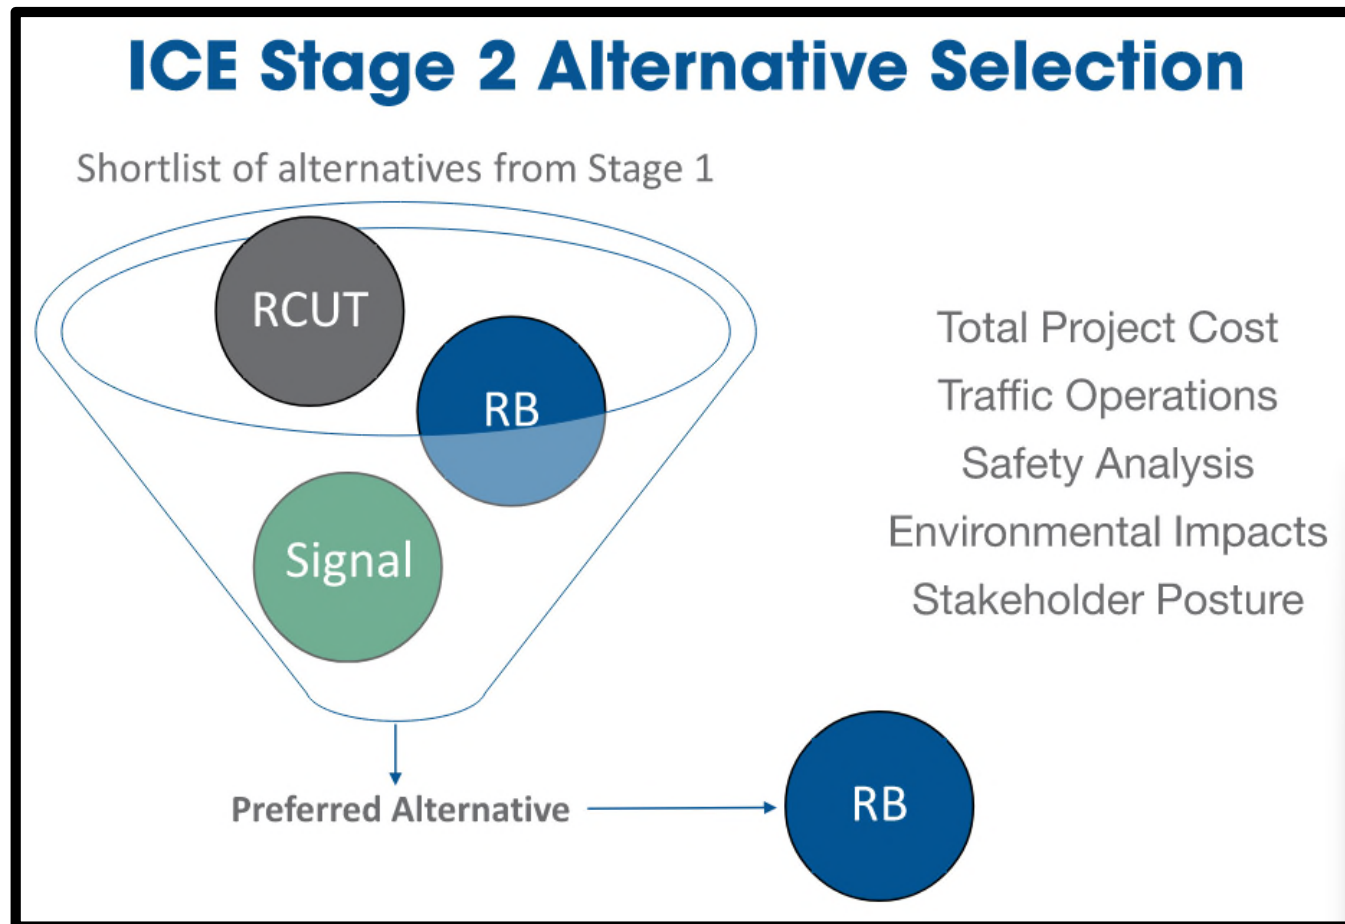 ICE Stage 2 Alternative Selection
Shortlist of alternatives from Stage 1
RCUT
RB
Signal
Total Project Cost
Traffic Operations
Safety Analysis
Environmental Impacts
Stakeholder Posture
Preferred Alternative
RB